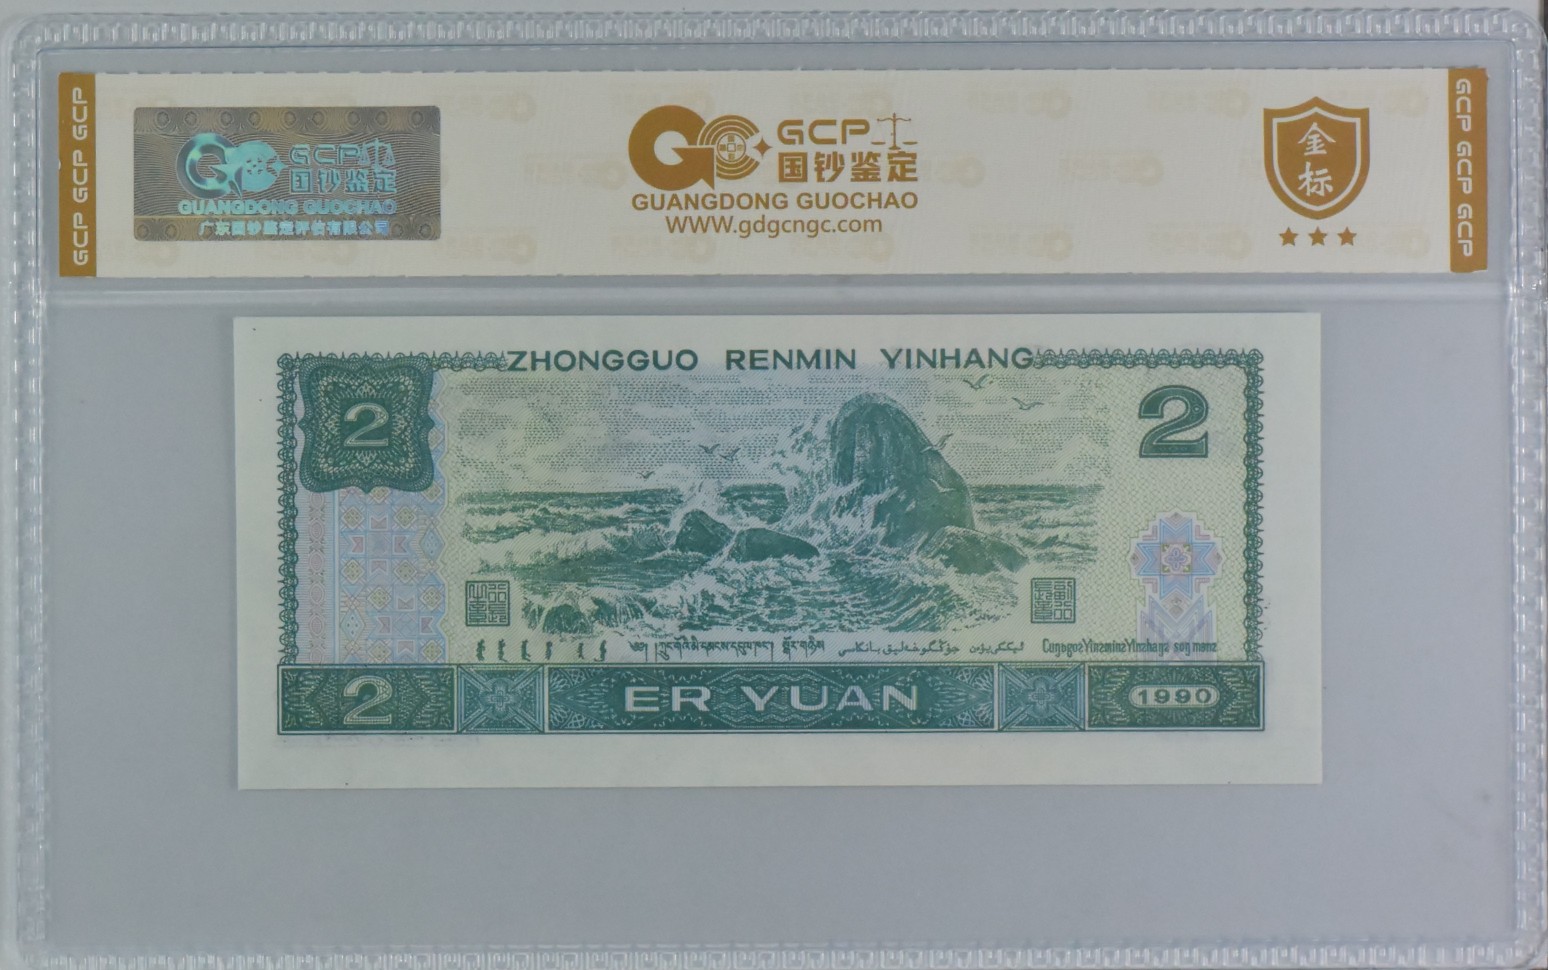 GCP GCP GCP
GCP 国钞鉴定
GUANGDONG GUOCHAO
广东国钞鉴定评估有限公司
GCP
国钞鉴定
GUANGDONG GUOCHAO
WWW.gdgcngc.com
金标
GCP GCP GCP
ZHONGGUO RENMIN YINHANG
2
2
2
ER YUAN
1990